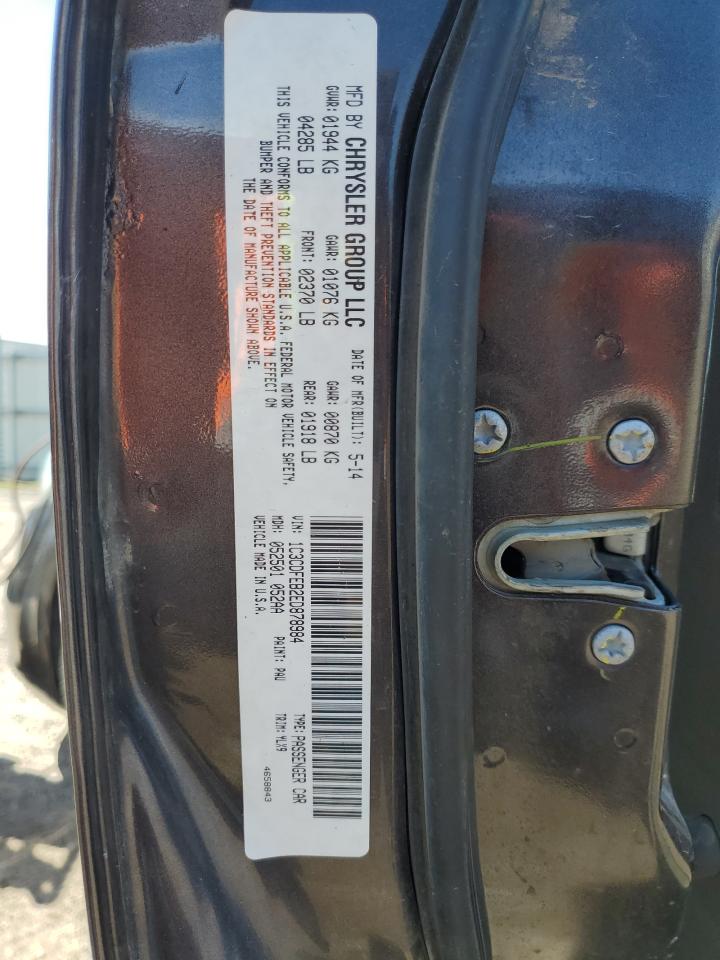 MFD BY CHRYSLER GROUP LLC DATE OF MFR(BUILT): 5-14
GVWR: 01944 KG GAWR: 01076 KG GAWR: 00870 KG
04285 LB FRONT: 02370 LB REAR: 01918 LB
THIS VEHICLE CONFORMS TO ALL APPLICABLE U.S.A. FEDERAL MOTOR VEHICLE SAFETY,
BUMPER AND THEFT PREVENTION STANDARDS IN EFFECT ON
THE DATE OF MANUFACTURE SHOWN ABOVE.
VIN: 1C3CDFEB2ED878984 TYPE: PASSENGER CAR
MDH: 052501 052AA PAINT: PAU TRIM: YLX9
VEHICLE MADE IN U.S.A. 4658843